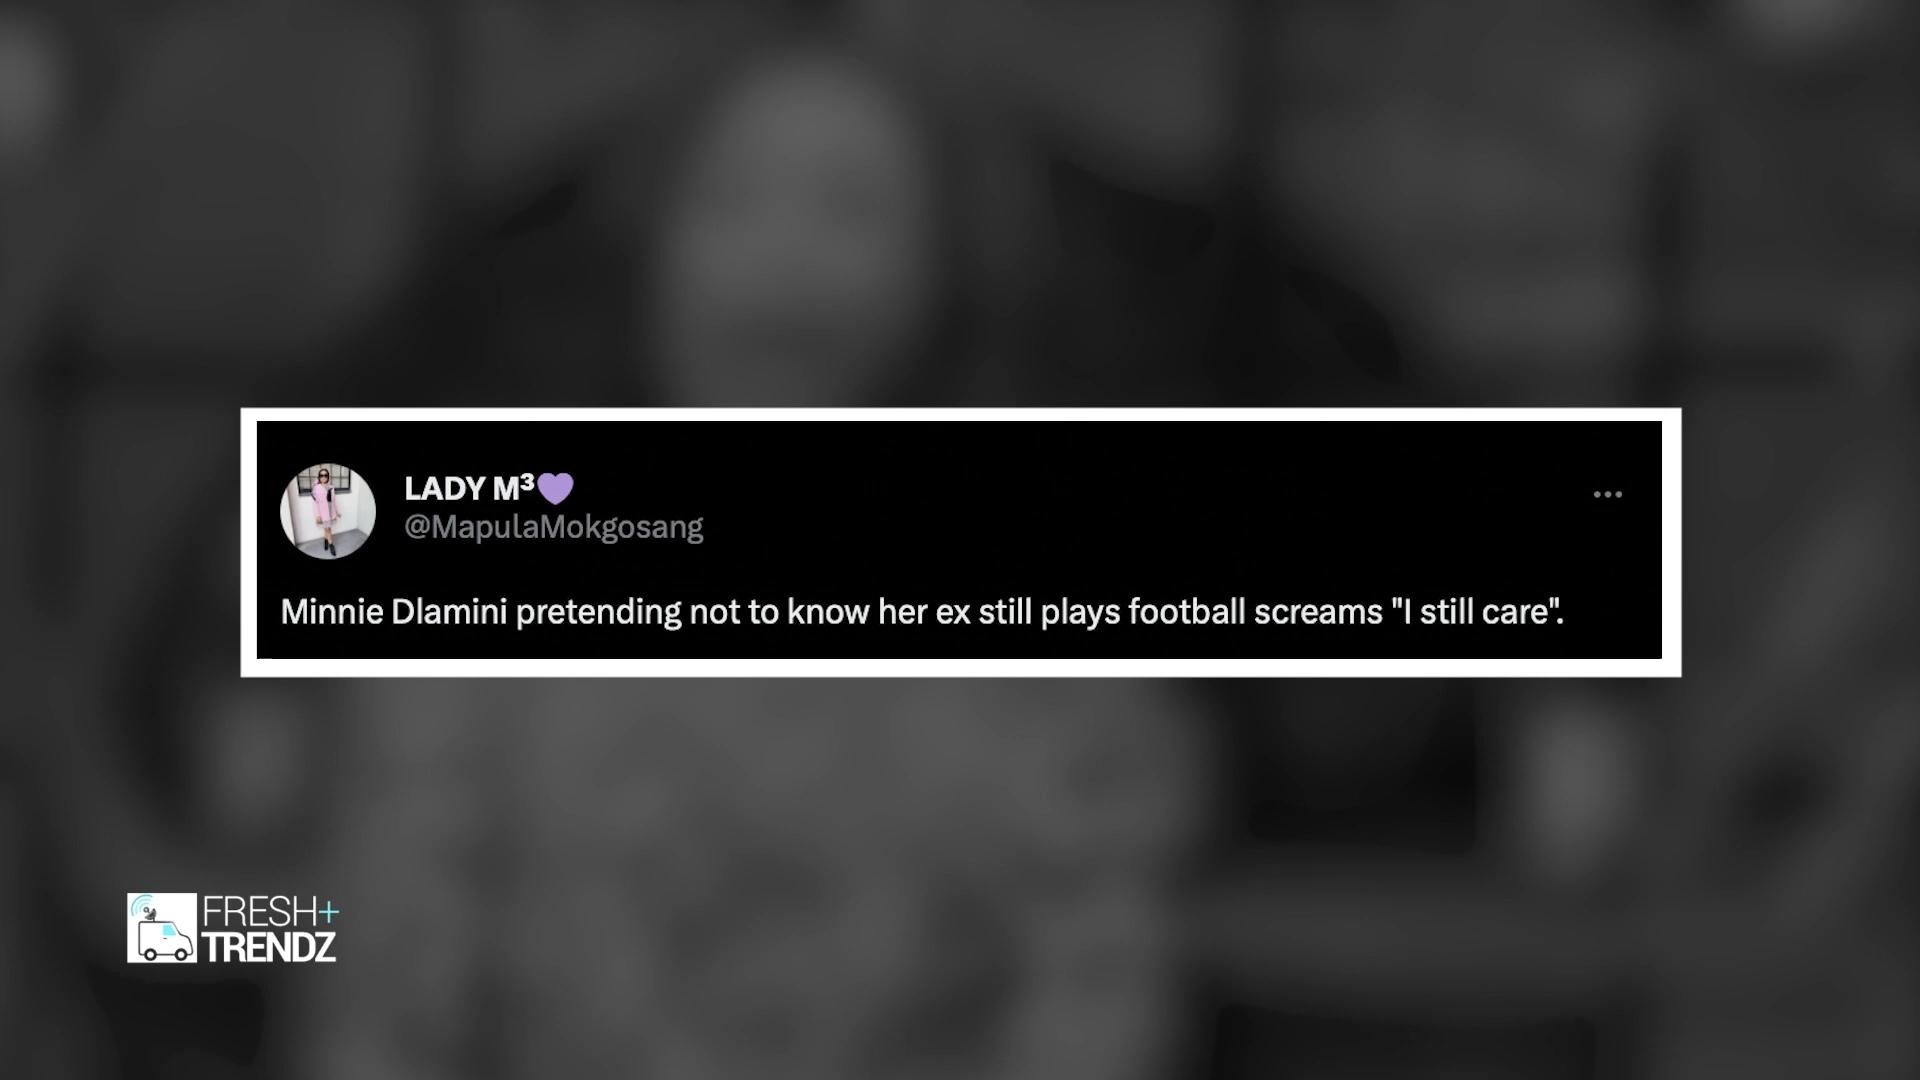 LADY M³💜
@MapulaMokgosang
Minnie Dlamini pretending not to know her ex still plays football screams "I still care".
FRESH+
TRENDZ